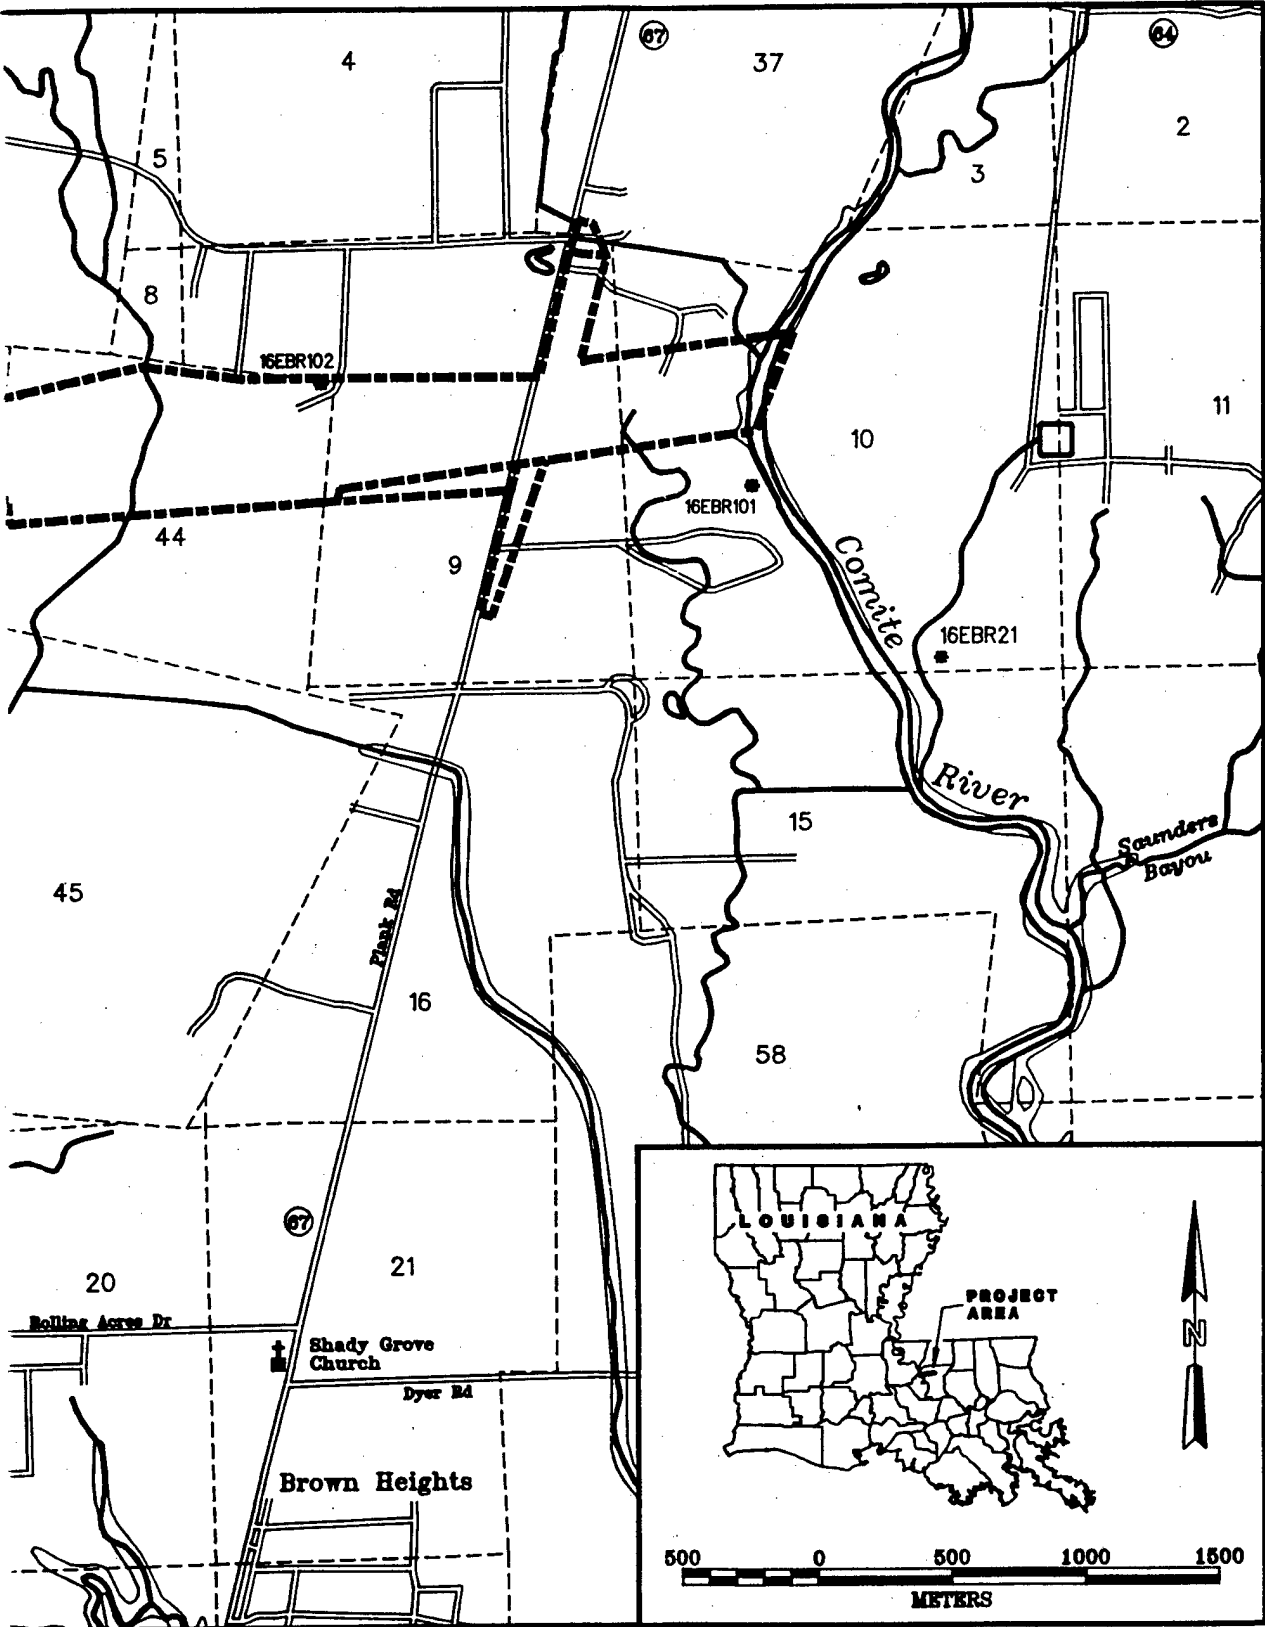 67
64
4
37
2
5
3
8
16EBR102
11
10
16EBR101
44
9
Comite
16EBR21
River
15
Saunders
Bayou
45
Plank Rd
16
58
LOUISIANA
67
21
20
PROJECT
AREA
N
Rolling Acres Dr
Shady Grove
Church
Dyer Rd
Brown Heights
500 0 500 1000 1500
METERS